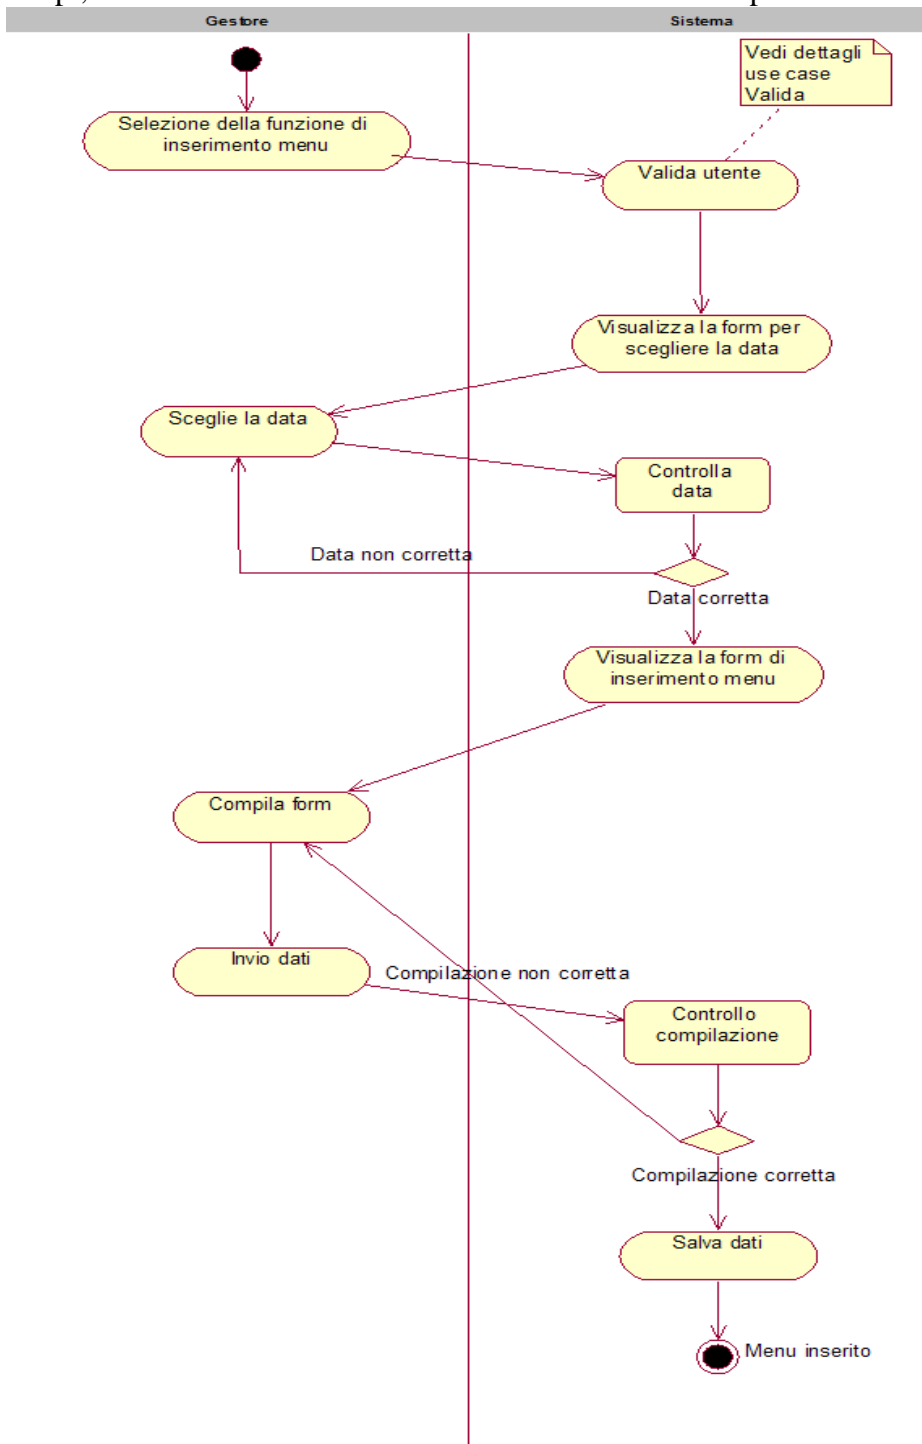 Gestore
Sistema
Vedi dettagli
use case
Valida
Selezione della funzione di
inserimento menu
Valida utente
Visualizza la form per
scegliere la data
Sceglie la data
Controlla
data
Data non corretta
Data corretta
Visualizza la form di
inserimento menu
Compila form
Invio dati
Compilazione non corretta
Controllo
compilazione
Compilazione corretta
Salva dati
Menu inserito